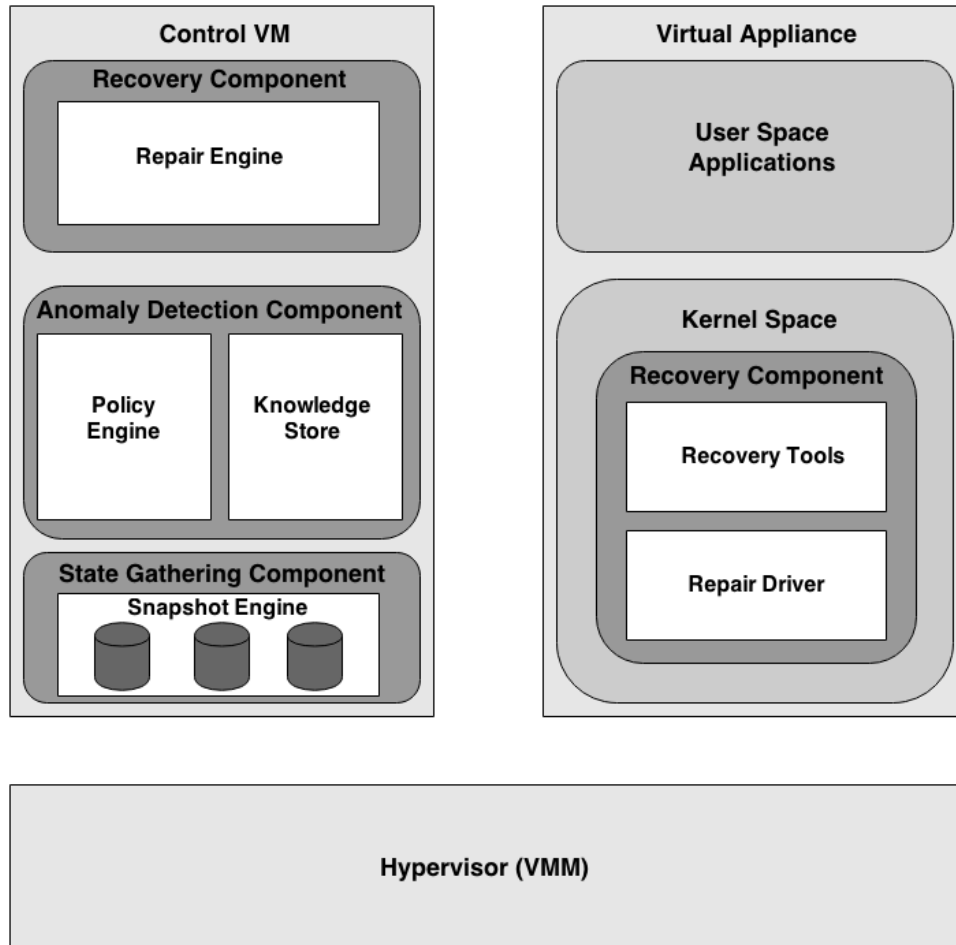 Control VM
Recovery Component
Repair Engine
Anomaly Detection Component
Policy
Engine
Knowledge
Store
State Gathering Component
Snapshot Engine
Virtual Appliance
User Space
Applications
Kernel Space
Recovery Component
Recovery Tools
Repair Driver
Hypervisor (VMM)